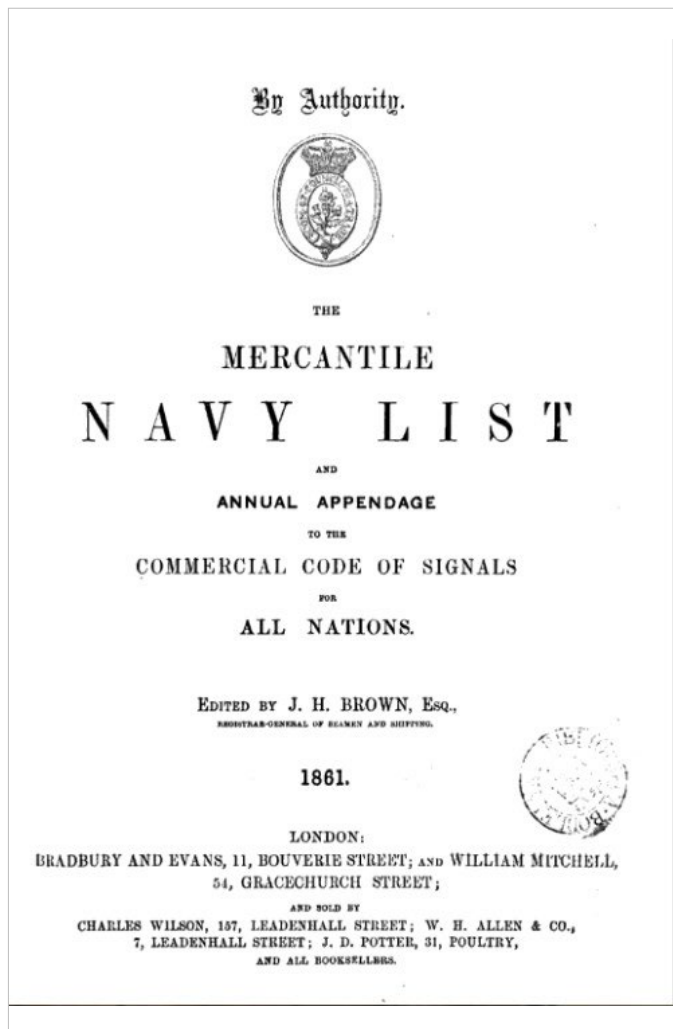 By Authority.
THE
MERCANTILE
NAVY LIST
AND
ANNUAL APPENDAGE
TO THE
COMMERCIAL CODE OF SIGNALS
FOR
ALL NATIONS.
EDITED BY J. H. BROWN, ESQ.,
REGISTRAR-GENERAL OF SEAMEN AND SHIPPING.
1861.
LONDON:
BRADBURY AND EVANS, 11, BOUVERIE STREET; AND WILLIAM MITCHELL,
54, GRACECHURCH STREET;
AND SOLD BY
CHARLES WILSON, 157, LEADENHALL STREET; W. H. ALLEN & CO.,
7, LEADENHALL STREET; J. D. POTTER, 31, POULTRY,
AND ALL BOOKSELLERS.